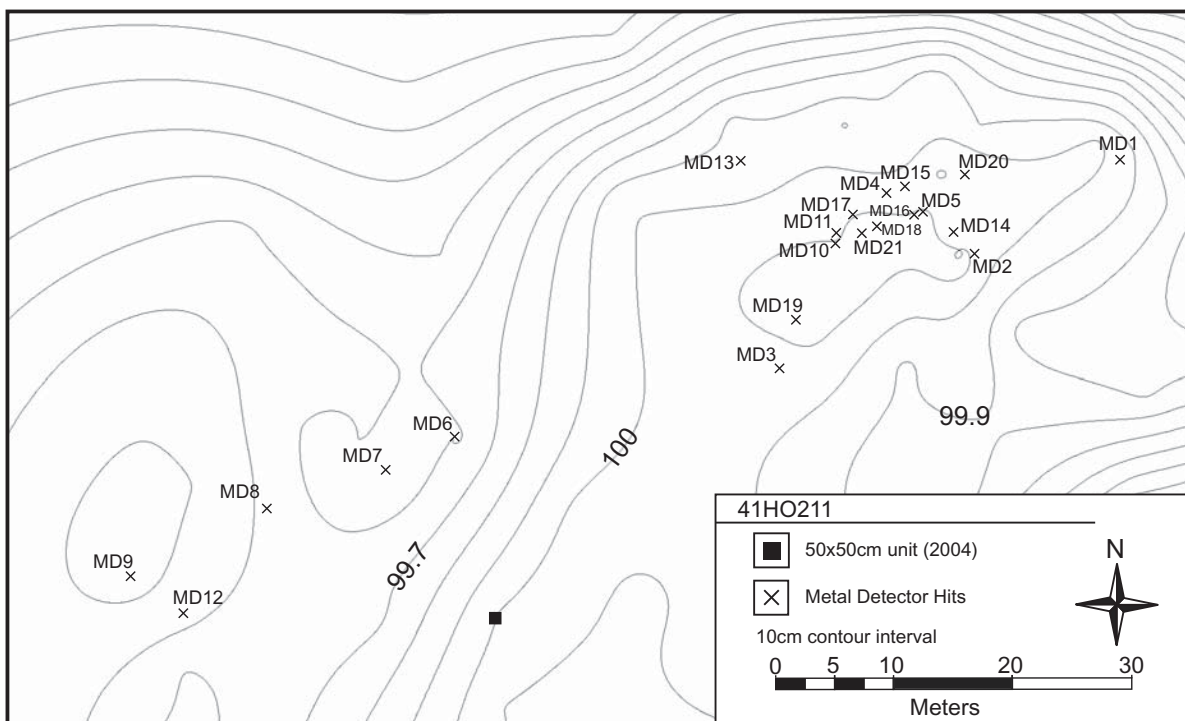 MD1
MD13
MD20
MD15
MD4
MD5
MD17
MD16
MD11
MD18
MD14
MD10
MD21
MD2
MD19
MD3
99.9
MD6
100
MD7
MD8
99.7
MD9
MD12
41HO211
50x50cm unit (2004)
N
Metal Detector Hits
10cm contour interval
0 5 10 20 30
Meters